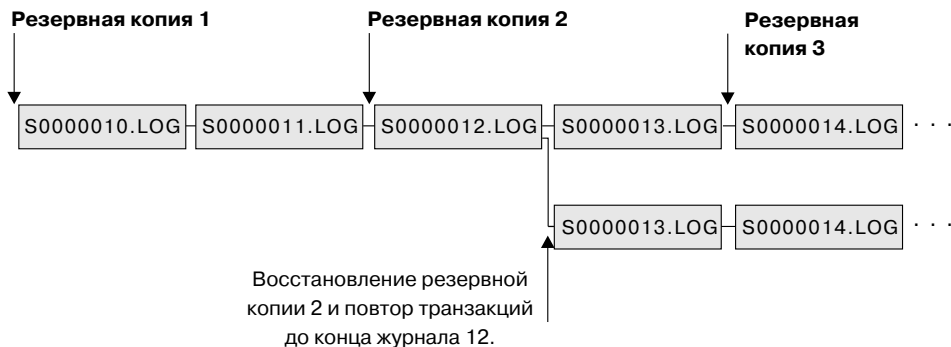 Резервная копия 1
Резервная копия 2
Резервная
копия 3
S0000010.LOG
S0000011.LOG
S0000012.LOG
S0000013.LOG
S0000014.LOG
. . .
S0000013.LOG
S0000014.LOG
. . .
Восстановление резервной
копии 2 и повтор транзакций
до конца журнала 12.